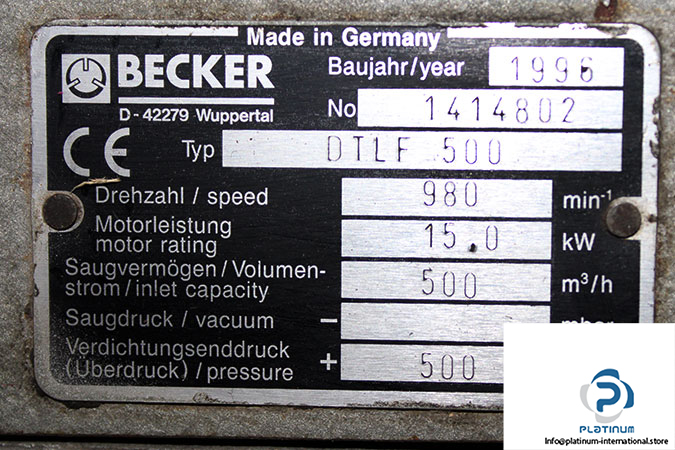 Made in Germany
BECKER
D-42279 Wuppertal
Baujahr/year 1996
No 1414802
Typ DTLF 500
Drehzahl / speed 980 min-1
Motorleistung
motor rating 15.0 kW
Saugvermögen/Volumen-
strom/inlet capacity 500 m³/h
Saugdruck / vacuum −
Verdichtungsenddruck
(Überdruck)/pressure + 500
CE
PLATINUM
Info@platinum-international.store